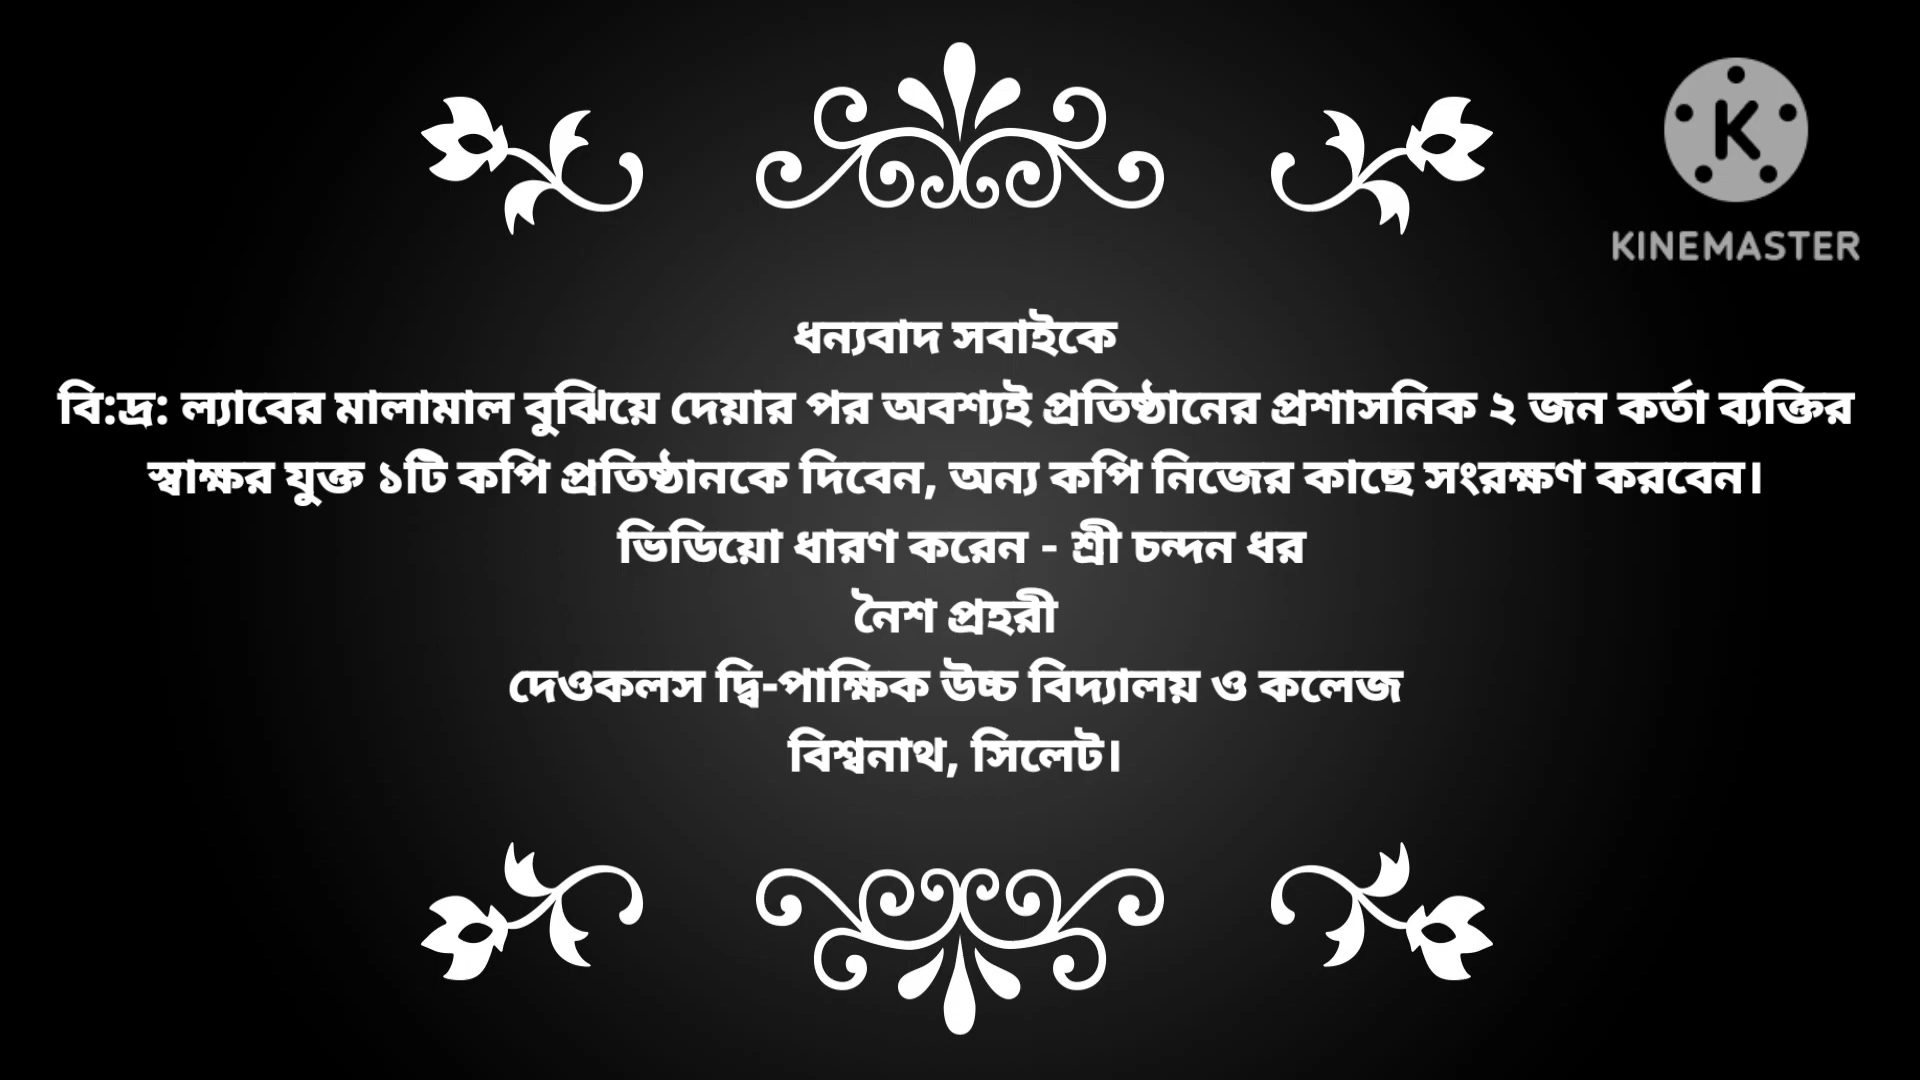 KINEMASTER
ধন্যবাদ সবাইকে
বি:দ্র: ল্যাবের মালামাল বুঝিয়ে দেয়ার পর অবশ্যই প্রতিষ্ঠানের প্রশাসনিক ২ জন কর্তা ব্যক্তির
স্বাক্ষর যুক্ত ১টি কপি প্রতিষ্ঠানকে দিবেন, অন্য কপি নিজের কাছে সংরক্ষণ করবেন।
ভিডিয়ো ধারণ করেন - শ্রী চন্দন ধর
নৈশ প্রহরী
দেওকলস দ্বি-পাক্ষিক উচ্চ বিদ্যালয় ও কলেজ
বিশ্বনাথ, সিলেট।